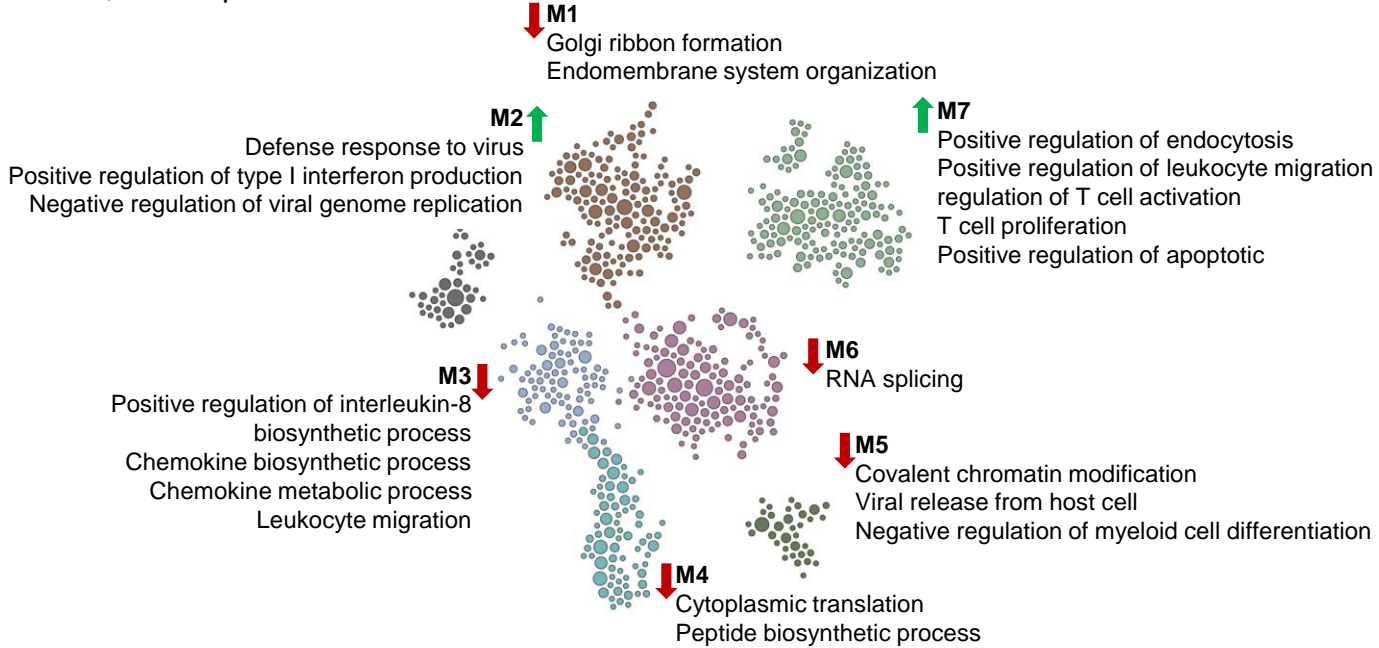 M1
Golgi ribbon formation
Endomembrane system organization
M2
Defense response to virus
Positive regulation of type I interferon production
Negative regulation of viral genome replication
M7
Positive regulation of endocytosis
Positive regulation of leukocyte migration
regulation of T cell activation
T cell proliferation
Positive regulation of apoptotic
M3
Positive regulation of interleukin-8
biosynthetic process
Chemokine biosynthetic process
Chemokine metabolic process
Leukocyte migration
M6
RNA splicing
M5
Covalent chromatin modification
Viral release from host cell
Negative regulation of myeloid cell differentiation
M4
Cytoplasmic translation
Peptide biosynthetic process